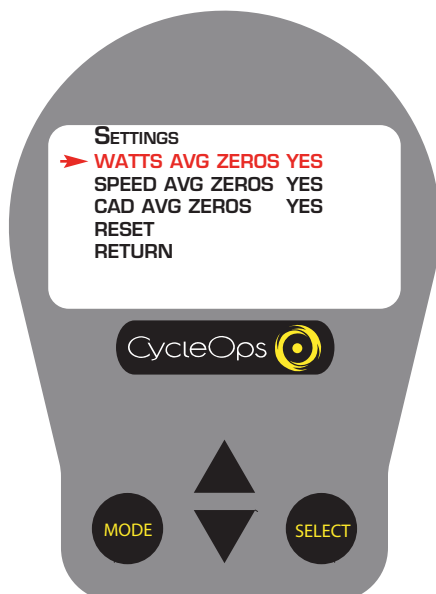 SETTINGS
WATTS AVG ZEROS YES
SPEED AVG ZEROS YES
CAD AVG ZEROS YES
RESET
RETURN
CycleOps
MODE
SELECT